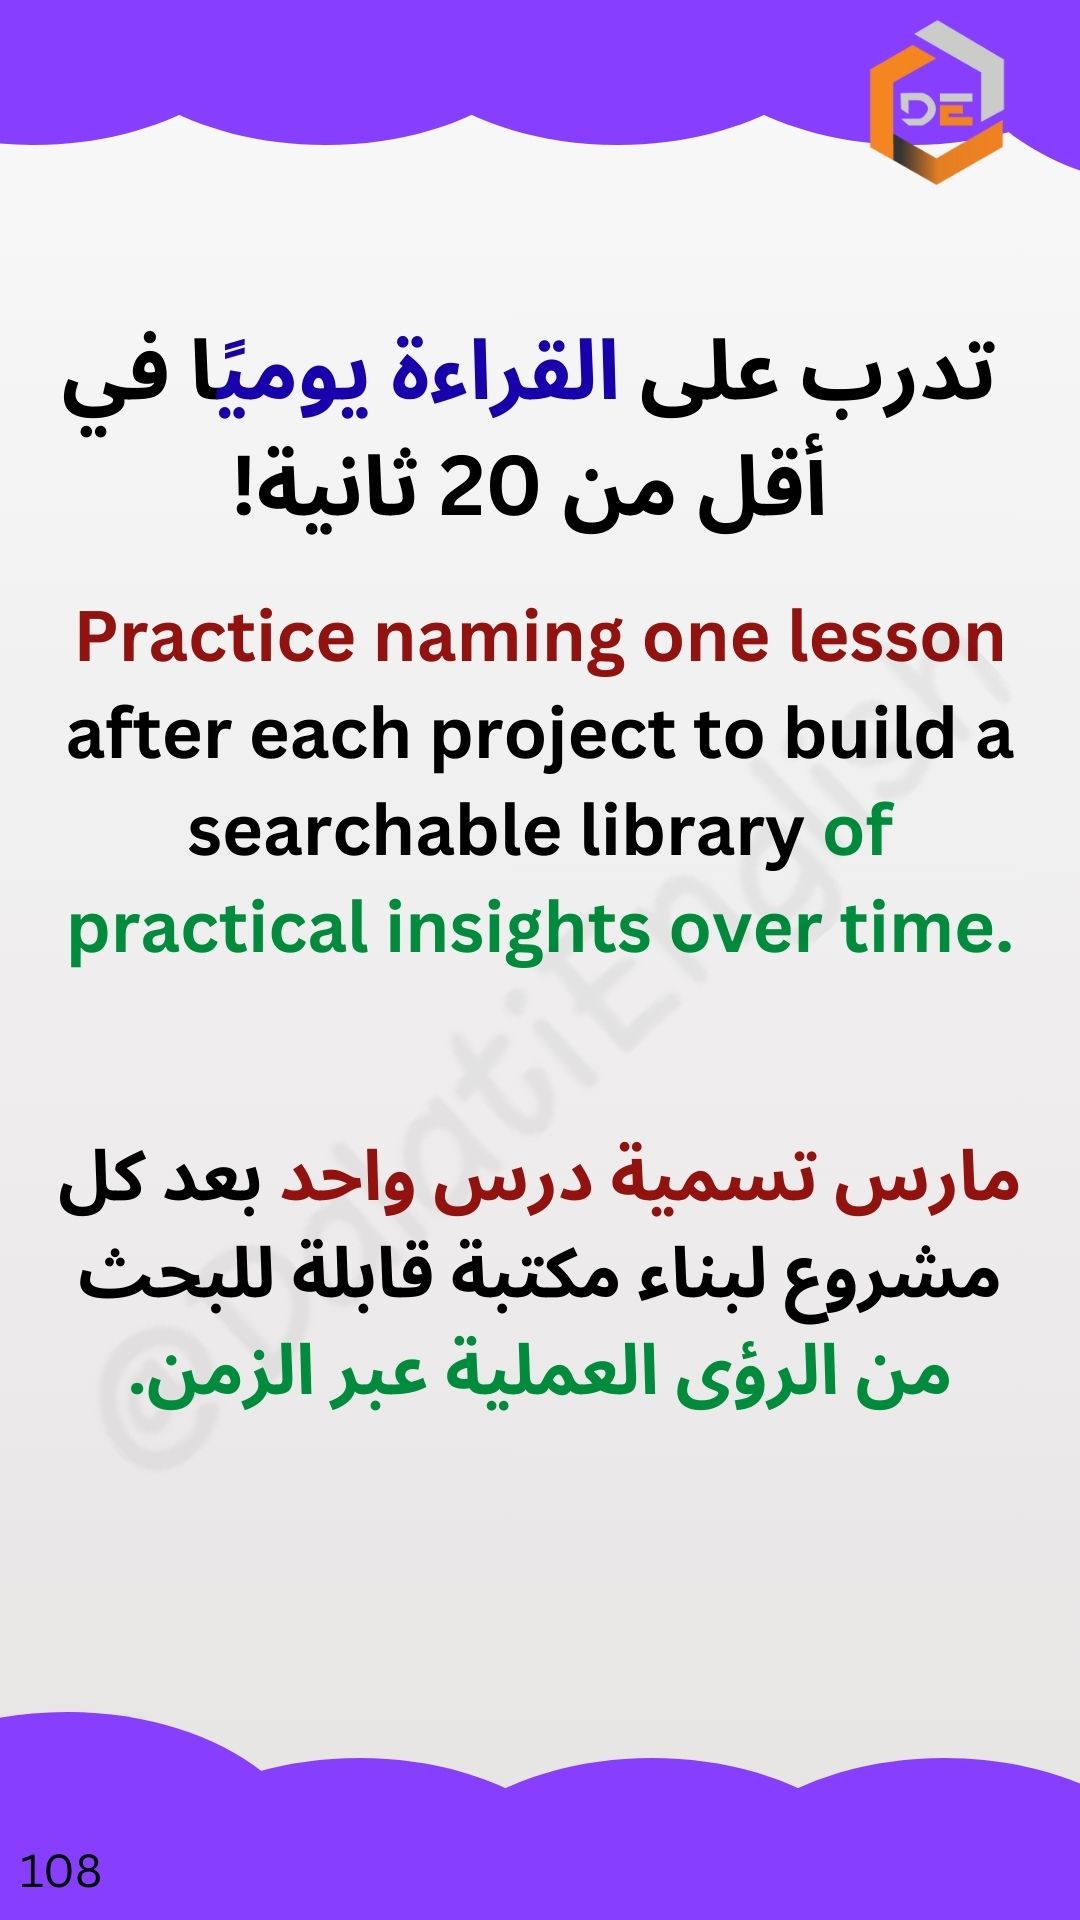 DE
تدرب على القراءة يوميًا في
أقل من 20 ثانية!
Practice naming one lesson
after each project to build a
searchable library of
practical insights over time.
مارس تسمية درس واحد بعد كل
مشروع لبناء مكتبة قابلة للبحث
من الرؤى العملية عبر الزمن.
@DalatiEnglish
108